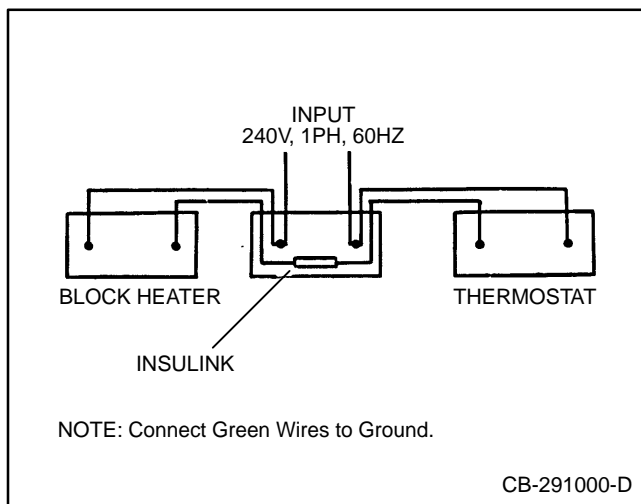 INPUT
240V, 1PH, 60HZ
BLOCK HEATER
THERMOSTAT
INSULINK
NOTE: Connect Green Wires to Ground.
CB-291000-D